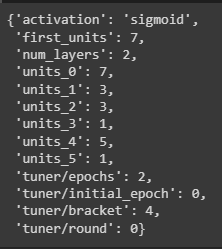 {'activation': 'sigmoid',
'first_units': 7,
'num_layers': 2,
'units_0': 7,
'units_1': 3,
'units_2': 3,
'units_3': 1,
'units_4': 5,
'units_5': 1,
'tuner/epochs': 2,
'tuner/initial_epoch': 0,
'tuner/bracket': 4,
'tuner/round': 0}